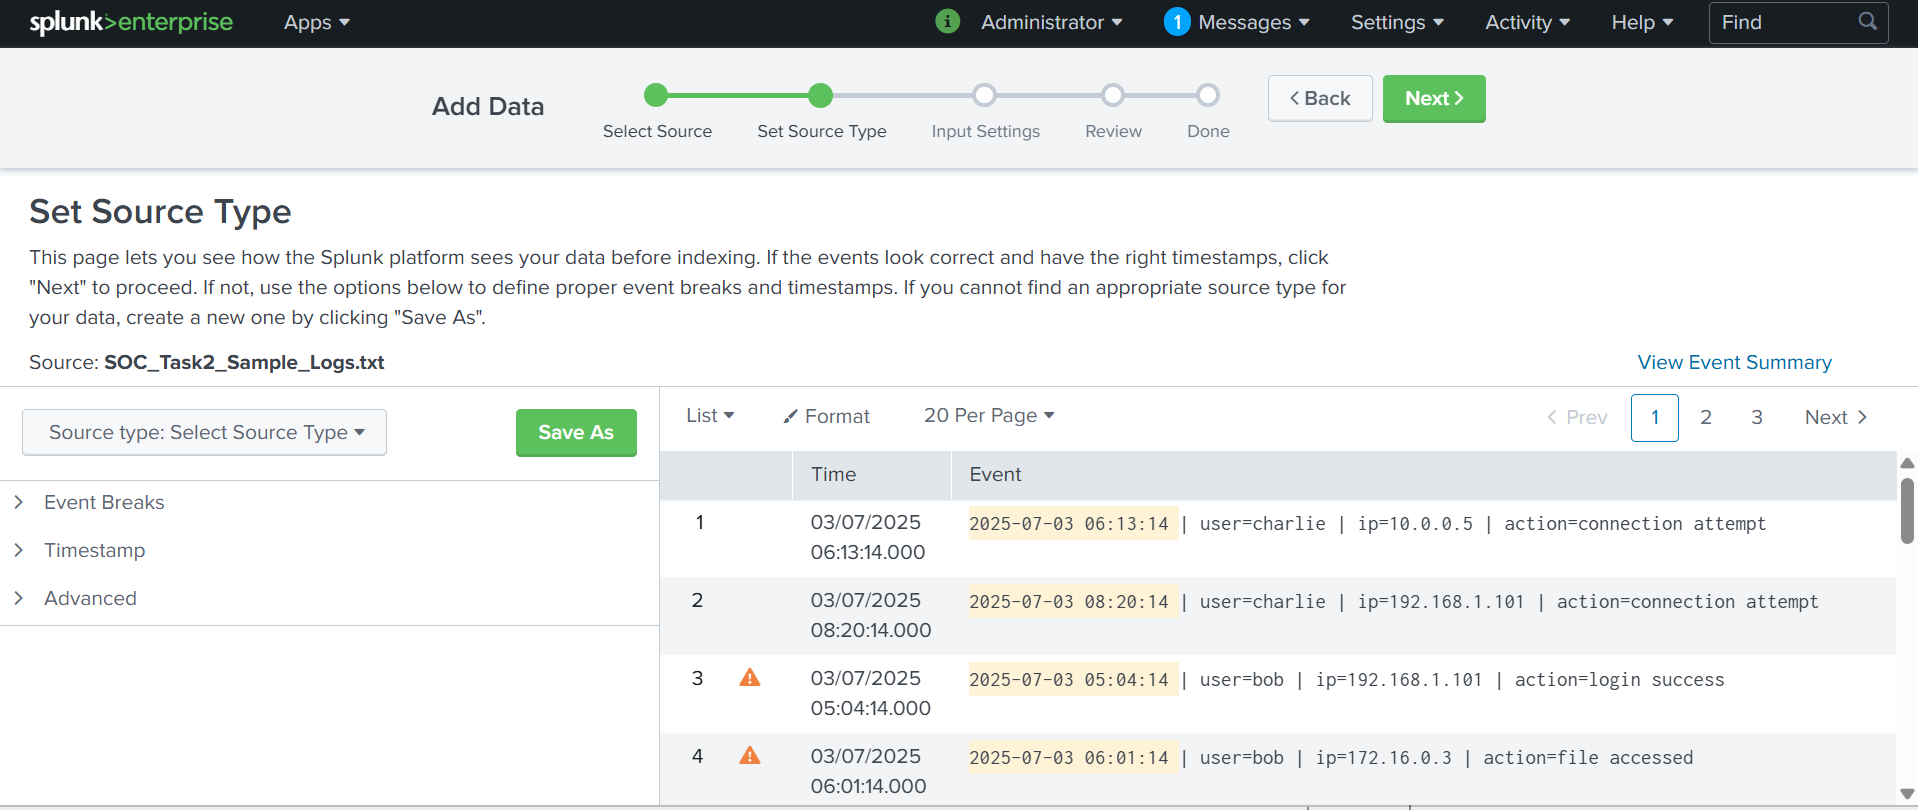 splunk>enterprise Apps Administrator 1 Messages Settings Activity Help Find
Add Data
Select Source Set Source Type Input Settings Review Done
Back Next
Set Source Type
This page lets you see how the Splunk platform sees your data before indexing. If the events look correct and have the right timestamps, click
"Next" to proceed. If not, use the options below to define proper event breaks and timestamps. If you cannot find an appropriate source type for
your data, create a new one by clicking "Save As".
Source: SOC_Task2_Sample_Logs.txt
View Event Summary
Source type: Select Source Type
Save As
Event Breaks
Timestamp
Advanced
List Format 20 Per Page Prev 1 2 3 Next
Time Event
1 03/07/2025 2025-07-03 06:13:14 | user=charlie | ip=10.0.0.5 | action=connection attempt
06:13:14.000
2 03/07/2025 2025-07-03 08:20:14 | user=charlie | ip=192.168.1.101 | action=connection attempt
08:20:14.000
3 03/07/2025 2025-07-03 05:04:14 | user=bob | ip=192.168.1.101 | action=login success
05:04:14.000
4 03/07/2025 2025-07-03 06:01:14 | user=bob | ip=172.16.0.3 | action=file accessed
06:01:14.000